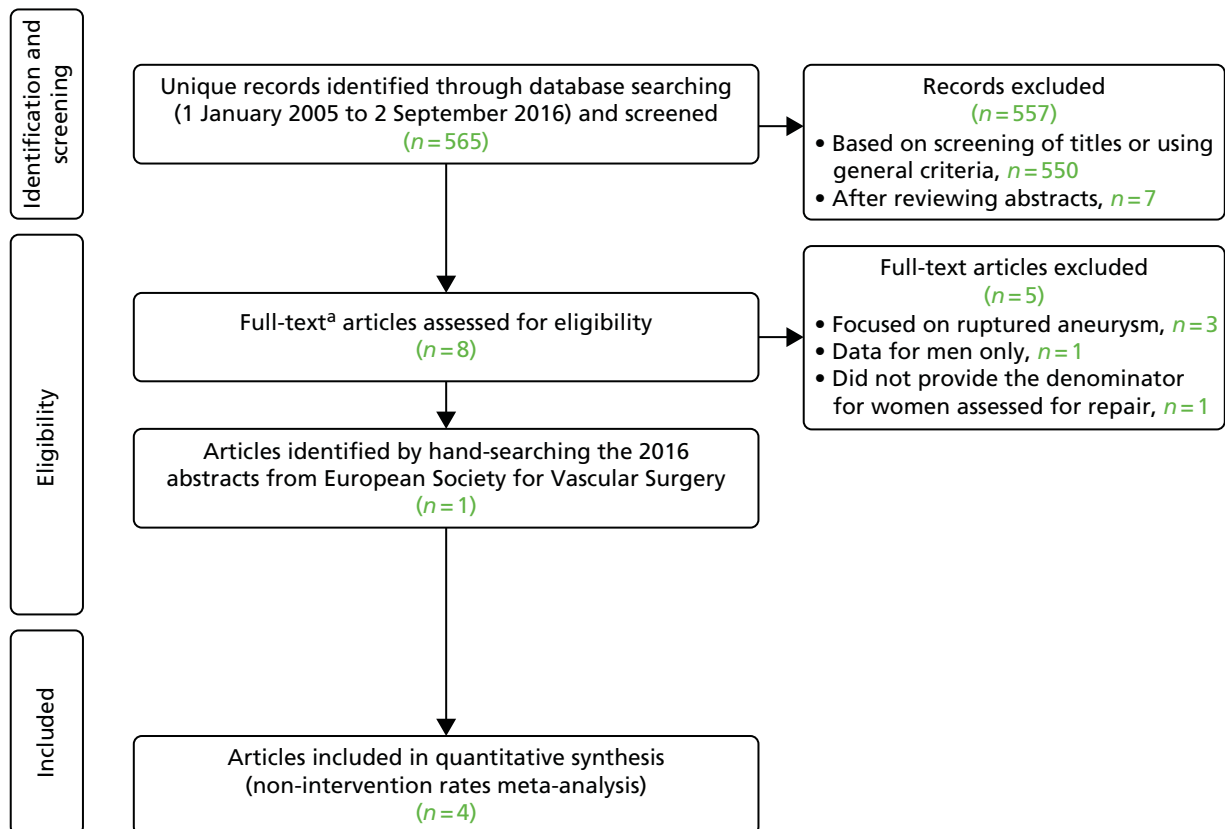 Identification and
screening
Unique records identified through database searching
(1 January 2005 to 2 September 2016) and screened
(n=565)
Records excluded
(n=557)
• Based on screening of titles or using
general criteria, n=550
• After reviewing abstracts, n=7
Eligibility
Full-textᵃ articles assessed for eligibility
(n=8)
Full-text articles excluded
(n=5)
• Focused on ruptured aneurysm, n=3
• Data for men only, n=1
• Did not provide the denominator
for women assessed for repair, n=1
Articles identified by hand-searching the 2016
abstracts from European Society for Vascular Surgery
(n=1)
Included
Articles included in quantitative synthesis
(non-intervention rates meta-analysis)
(n=4)